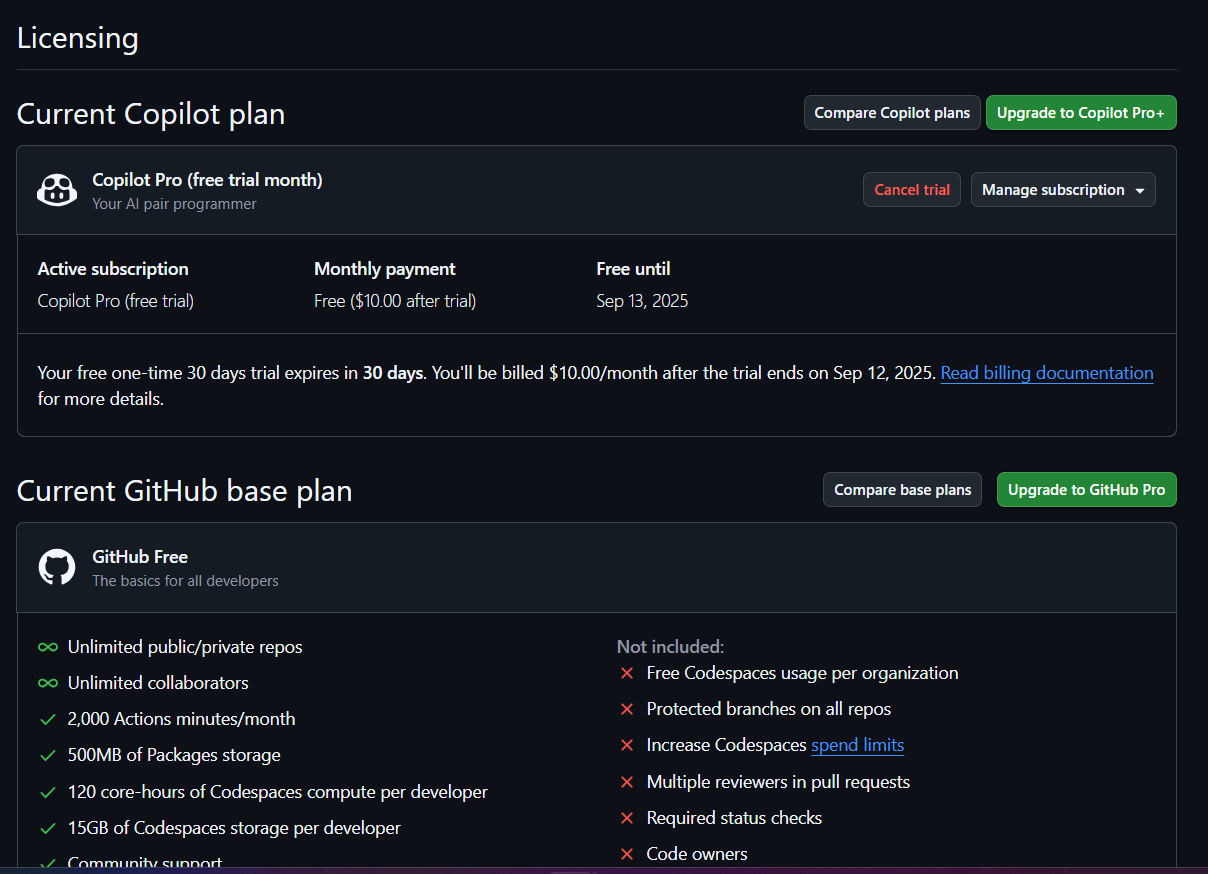 Licensing
Current Copilot plan
Compare Copilot plans
Upgrade to Copilot Pro+
Copilot Pro (free trial month)
Your AI pair programmer
Cancel trial
Manage subscription
Active subscription
Copilot Pro (free trial)
Monthly payment
Free ($10.00 after trial)
Free until
Sep 13, 2025
Your free one-time 30 days trial expires in 30 days. You'll be billed $10.00/month after the trial ends on Sep 12, 2025. Read billing documentation
for more details.
Current GitHub base plan
Compare base plans
Upgrade to GitHub Pro
GitHub Free
The basics for all developers
Unlimited public/private repos
Unlimited collaborators
2,000 Actions minutes/month
500MB of Packages storage
120 core-hours of Codespaces compute per developer
15GB of Codespaces storage per developer
Community support
Not included:
Free Codespaces usage per organization
Protected branches on all repos
Increase Codespaces spend limits
Multiple reviewers in pull requests
Required status checks
Code owners